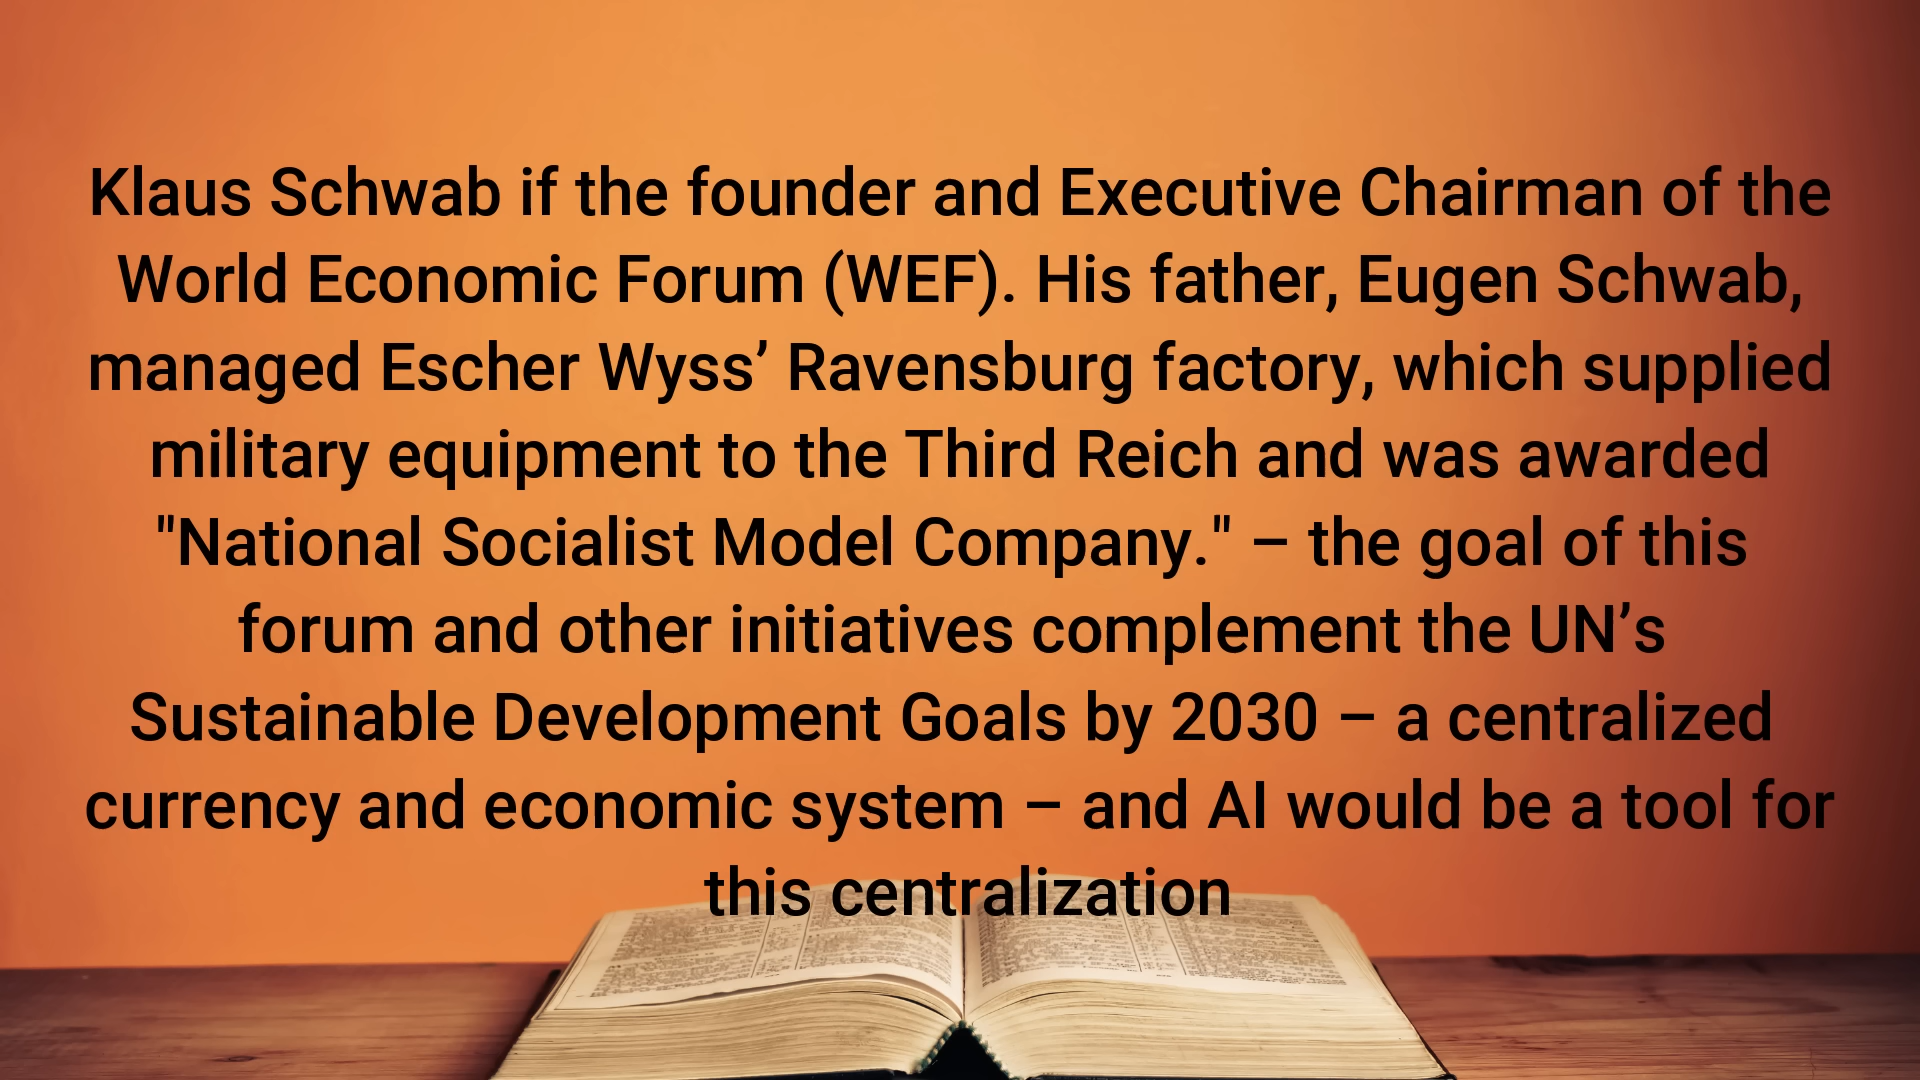 Klaus Schwab if the founder and Executive Chairman of the
World Economic Forum (WEF). His father, Eugen Schwab,
managed Escher Wyss’ Ravensburg factory, which supplied
military equipment to the Third Reich and was awarded
"National Socialist Model Company." – the goal of this
forum and other initiatives complement the UN’s
Sustainable Development Goals by 2030 – a centralized
currency and economic system – and AI would be a tool for
this centralization